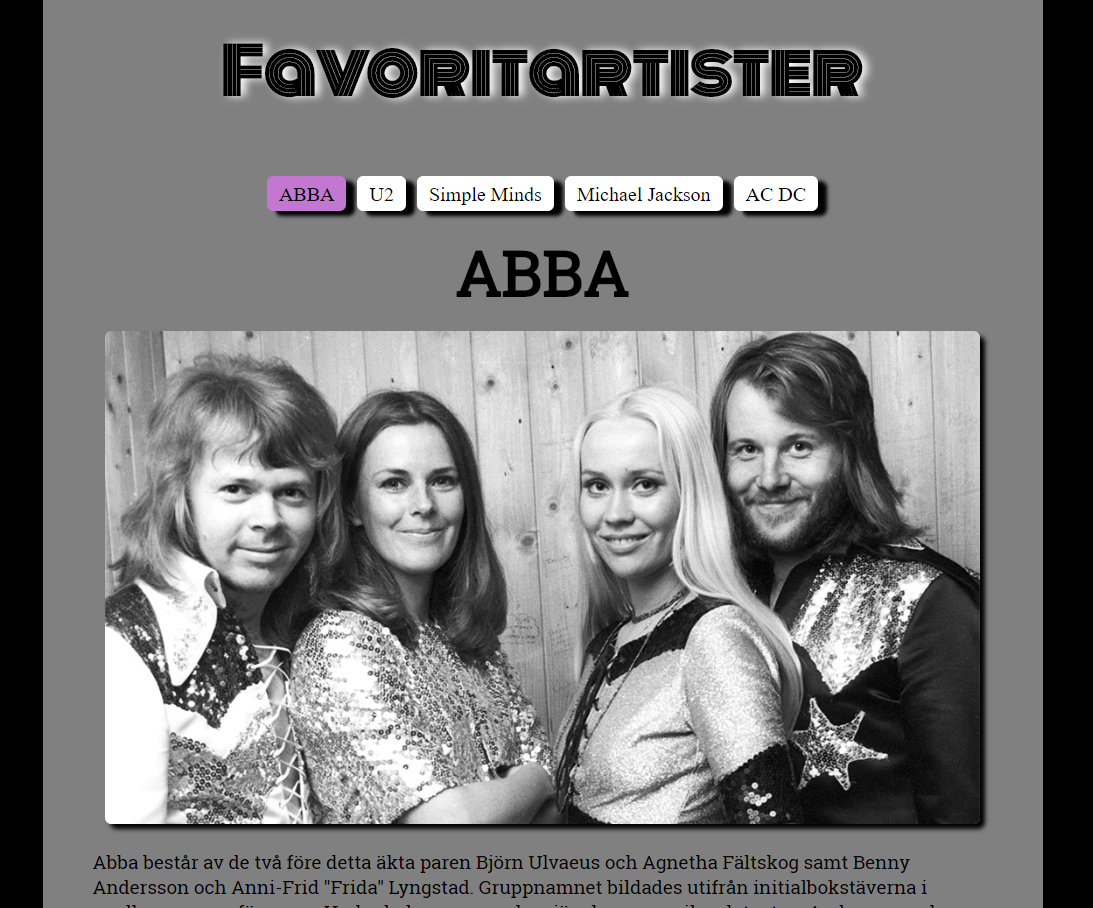 Favoritartister
ABBA U2 Simple Minds Michael Jackson AC DC
ABBA
Abba består av de två före detta äkta paren Björn Ulvaeus och Agnetha Fältskog samt Benny
Andersson och Anni-Frid "Frida" Lyngstad. Gruppnamnet bildades utifrån initialbokstäverna i